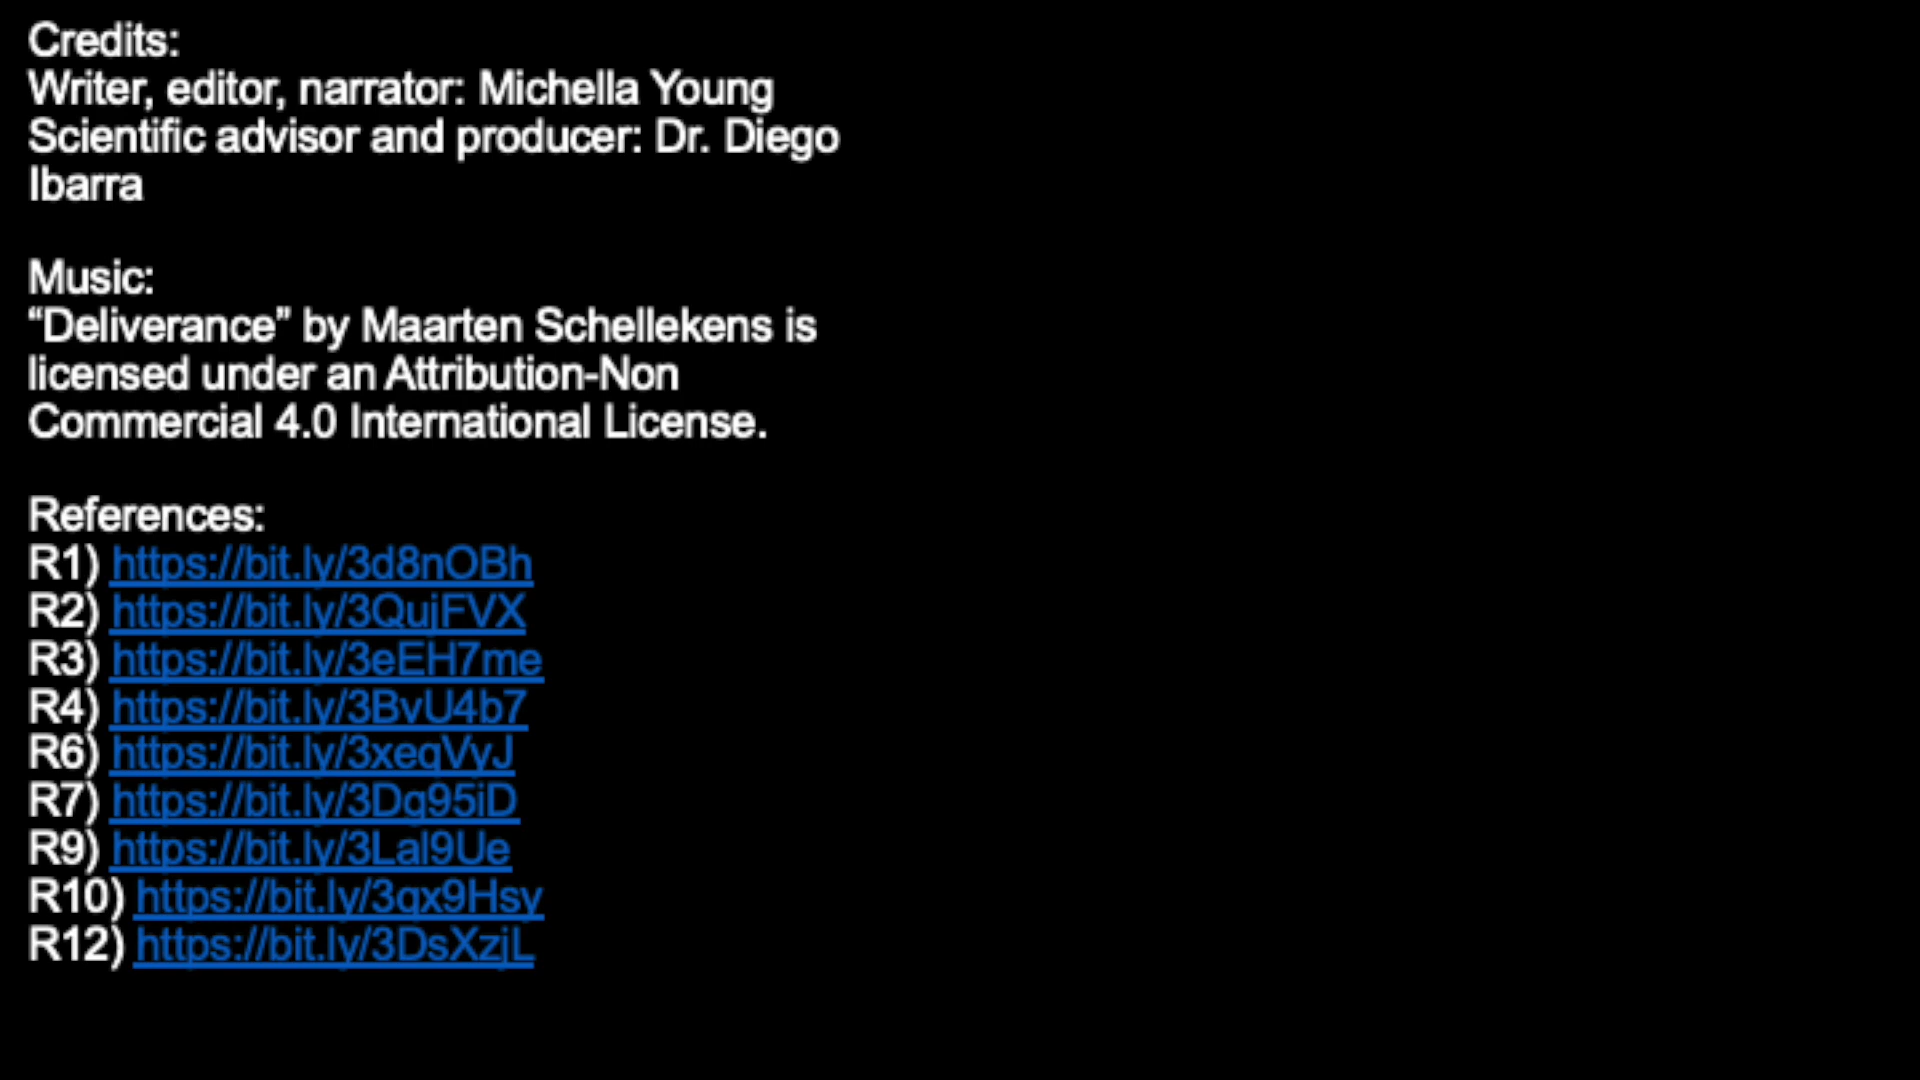 Credits:
Writer, editor, narrator: Michella Young
Scientific advisor and producer: Dr. Diego
Ibarra
Music:
“Deliverance” by Maarten Schellekens is
licensed under an Attribution-Non
Commercial 4.0 International License.
References:
R1) https://bit.ly/3d8nOBh
R2) https://bit.ly/3QujFVX
R3) https://bit.ly/3eEH7me
R4) https://bit.ly/3BvU4b7
R6) https://bit.ly/3xeqVyJ
R7) https://bit.ly/3Dq95iD
R9) https://bit.ly/3Lal9Ue
R10) https://bit.ly/3qx9Hsy
R12) https://bit.ly/3DsXzjL